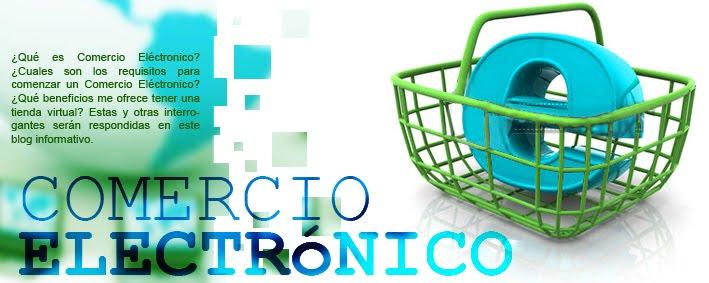 ¿Qué es Comercio Eléctronico?
¿Cuales son los requisitos para
comenzar un Comercio Eléctronico?
¿Qué beneficios me ofrece tener una
tienda virtual? Estas y otras interro-
gantes serán respondidas en este
blog informativo.
COMERCIO
ELECTRóNICO
e